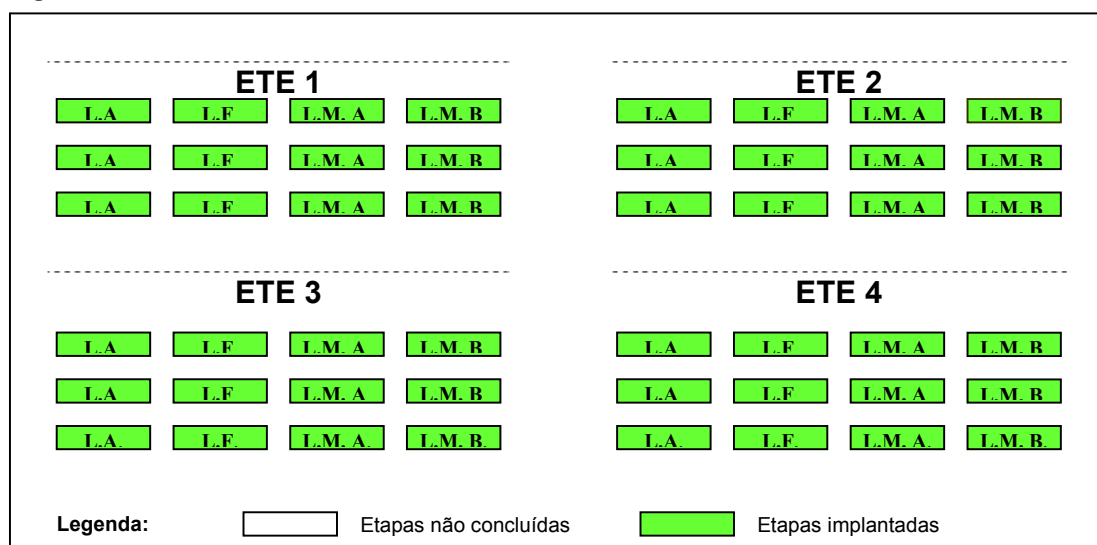 ETE 1 ETE 2
L.A L.F L.M. A L.M. B L.A L.F L.M. A L.M. B
L.A L.F L.M. A L.M. B L.A L.F L.M. A L.M. B
L.A L.F L.M. A L.M. B L.A L.F L.M. A L.M. B
ETE 3 ETE 4
L.A L.F L.M. A L.M. B L.A L.F L.M. A L.M. B
L.A L.F L.M. A L.M. B L.A L.F L.M. A L.M. B
L.A. L.F. L.M. A. L.M. B. L.A. L.F. L.M. A. L.M. B.
Legenda: Etapas não concluídas Etapas implantadas